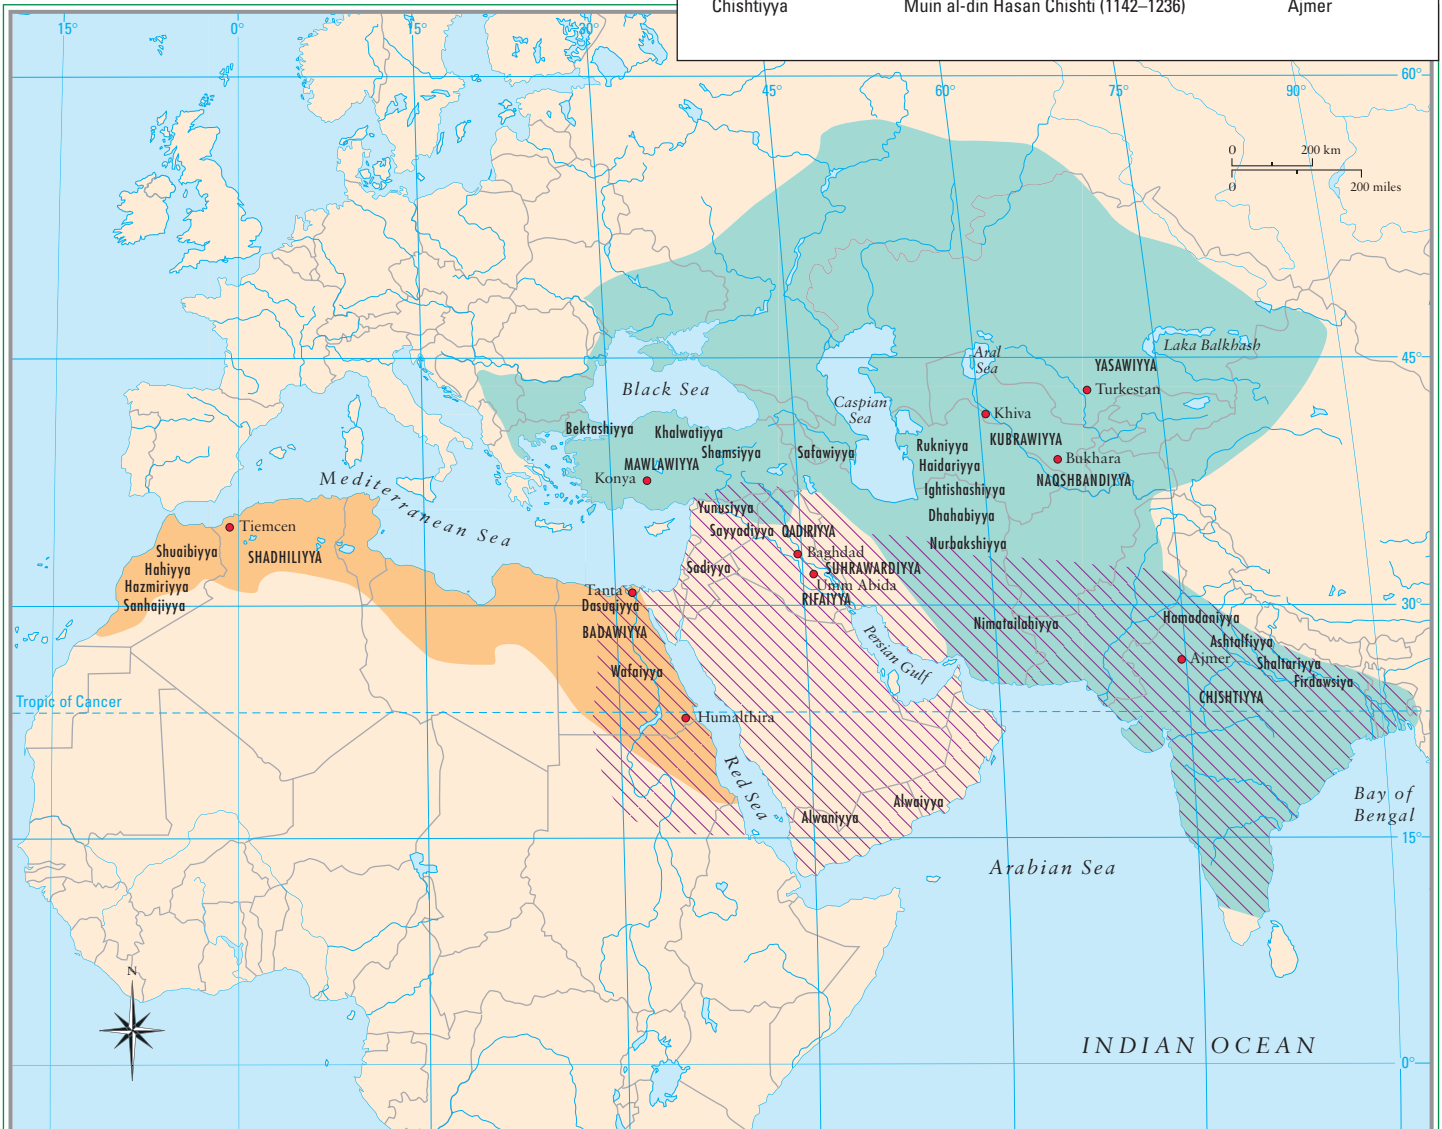 Chishtiyya Muin al-din Hasan Chishti (1142–1236) Ajmer
15° 0° 15° 30°
60°
45° 60° 75° 90°
0 200 km
0 200 miles
45°
Aral
Sea
Laka Balkhash
YASAWIYYA
Turkestan
Black Sea
Caspian
Sea
Khiva
Bektashiyya
Khalwatiyya
KUBRAWIYYA
Rukniyya
Shamsiyya
Safawiyya
Bukhara
MAWLAWIYYA
Haidariyya
Konya
NAQSHBANDIYYA
Mediterranean Sea
Ightishashiyya
Yunusiyya
Dhahabiyya
Tiemcen
Sayyadiyya
QADIRIYYA
Nurbakshiyya
Shuaibiyya
SHADHILIYYA
Baghdad
Hahiyya
Sadiyya
SUHRAWARDIYYA
Hazmiriyya
Umm Abida
Tanta
RIFAIYYA
Sanhajiyya
Dasuqiyya
30°
Hamadaniyya
BADAWIYYA
Nimatailahiyya
Ashtalfiyya
Persian Gulf
Ajmer
Shaltariyya
Wafaiyya
Firdawsiya
CHISHTIYYA
Tropic of Cancer
Humalthira
Red Sea
Alwaiyya
Alwaniyya
Bay of
Bengal
15°
Arabian Sea
N
INDIAN OCEAN
0°